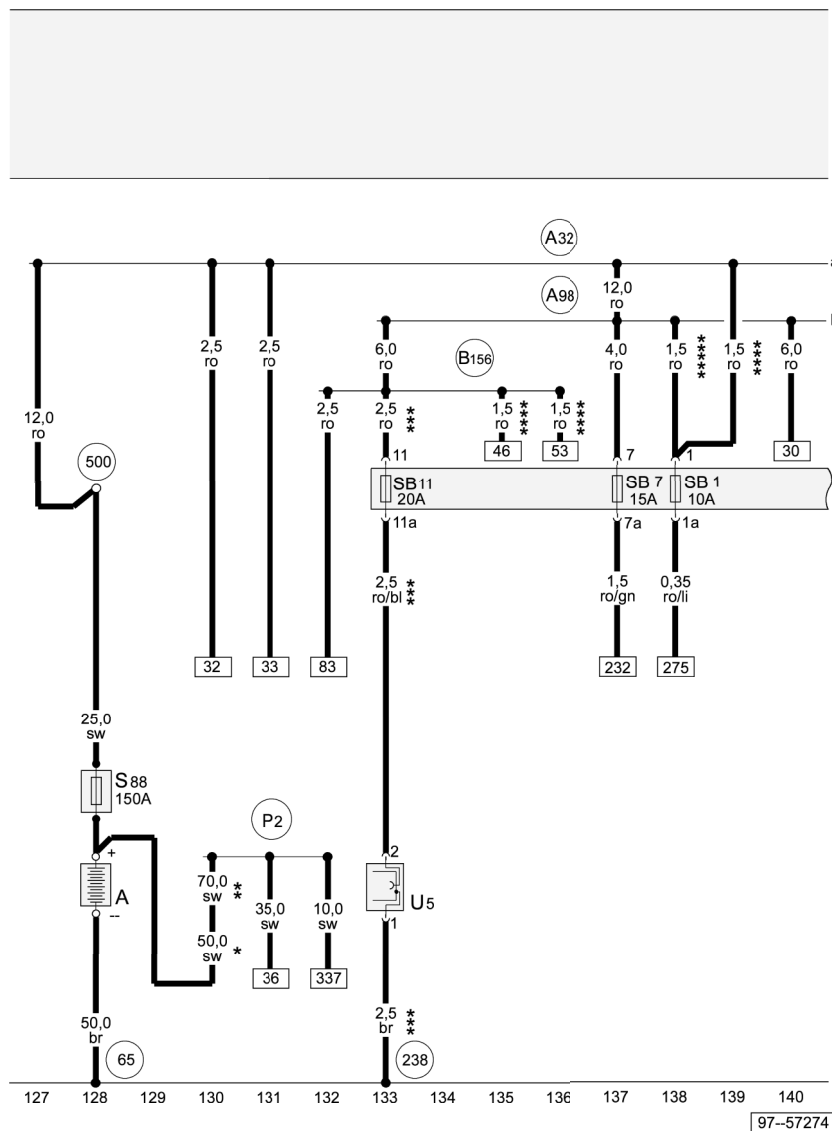 A32
a
12,0
ro
A98
2,5
ro
2,5
ro
6,0
ro
4,0
ro
1,5
ro
*****
1,5
ro
****
6,0
ro
B156
12,0
ro
2,5
ro
2,5
ro
***
1,5
ro
****
1,5
ro
****
500
11
46
53
7
1
30
SB 11
20A
SB 7
15A
SB 1
10A
11a
7a
1a
2,5
ro/bl
***
1,5
ro/gn
0,35
ro/li
32
33
83
232
275
25,0
sw
S 88
150A
P2
+
2
70,0
sw
**
35,0
sw
10,0
sw
A
U5
--
1
50,0
sw
*
36
337
50,0
br
2,5
br
***
65
238
127 128 129 130 131 132 133 134 135 136 137 138 139 140
97--57274